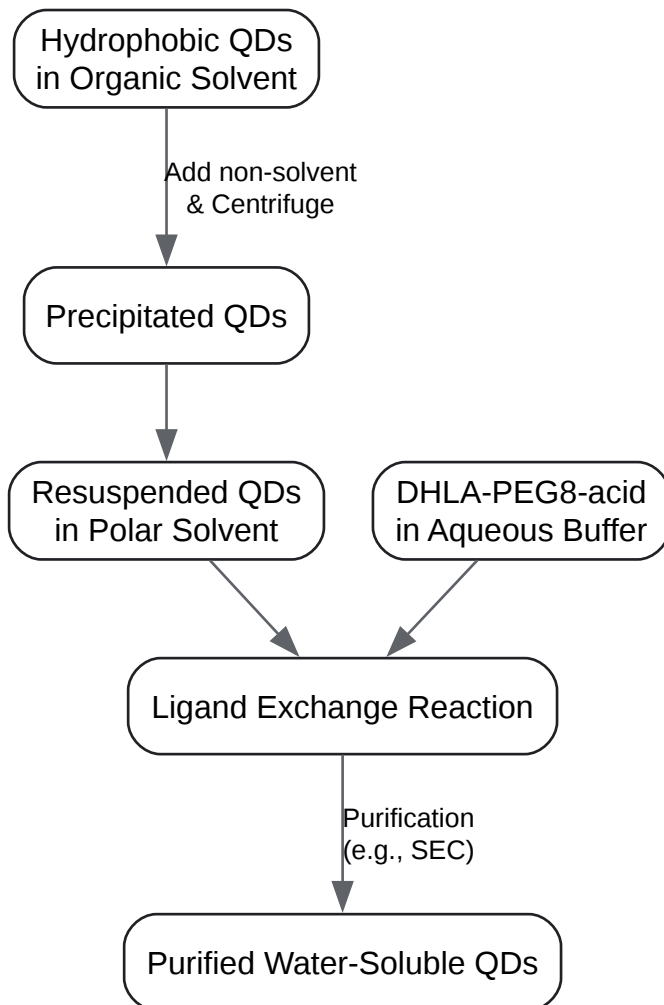 Hydrophobic QDs
in Organic Solvent
Add non-solvent
& Centrifuge
Precipitated QDs
Resuspended QDs
in Polar Solvent
DHLA-PEG8-acid
in Aqueous Buffer
Ligand Exchange Reaction
Purification
(e.g., SEC)
Purified Water-Soluble QDs